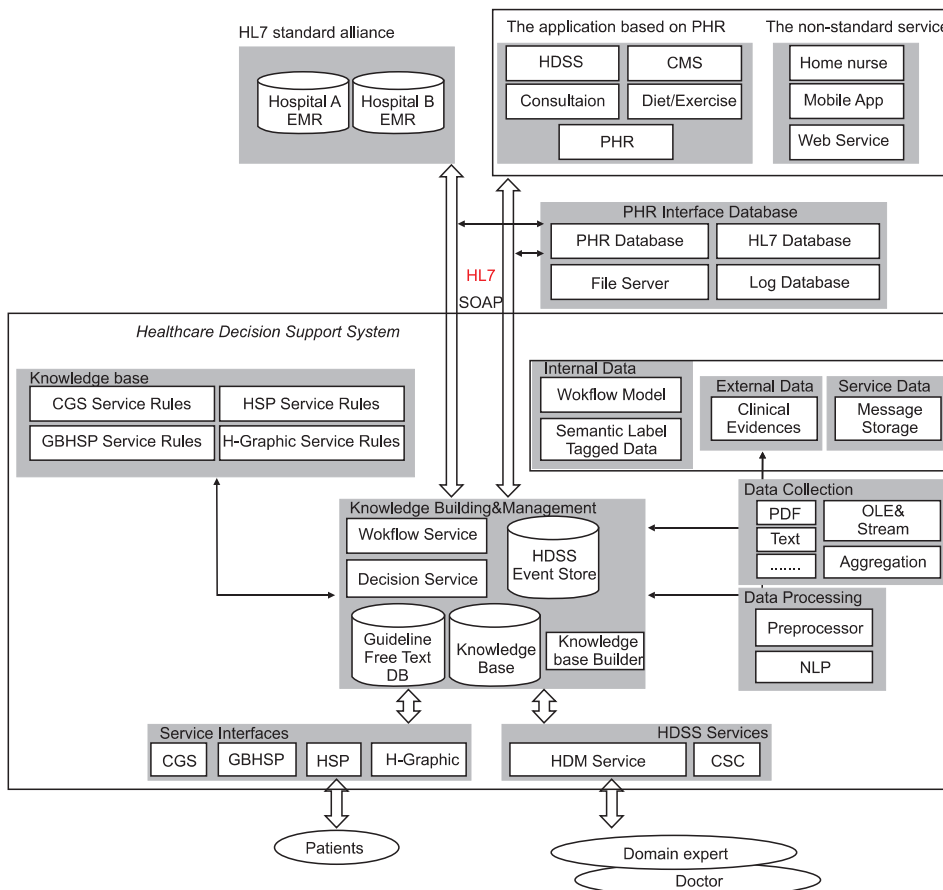 HL7 standard alliance
Hospital A
EMR
Hospital B
EMR
The application based on PHR
HDSS
CMS
Consultaion
Diet/Exercise
PHR
The non-standard service
Home nurse
Mobile App
Web Service
PHR Interface Database
PHR Database
HL7 Database
File Server
Log Database
HL7
SOAP
Healthcare Decision Support System
Knowledge base
CGS Service Rules
HSP Service Rules
GBHSP Service Rules
H-Graphic Service Rules
Internal Data
Wokflow Model
Semantic Label
Tagged Data
External Data
Clinical
Evidences
Service Data
Message
Storage
Data Collection
PDF
Text
.......
OLE&
Stream
Aggregation
Data Processing
Preprocessor
NLP
Knowledge Building&Management
Wokflow Service
Decision Service
HDSS
Event Store
Guideline
Free Text
DB
Knowledge
Base
Knowledge
base Builder
Service Interfaces
CGS
GBHSP
HSP
H-Graphic
HDSS Services
HDM Service
CSC
Patients
Domain expert
Doctor